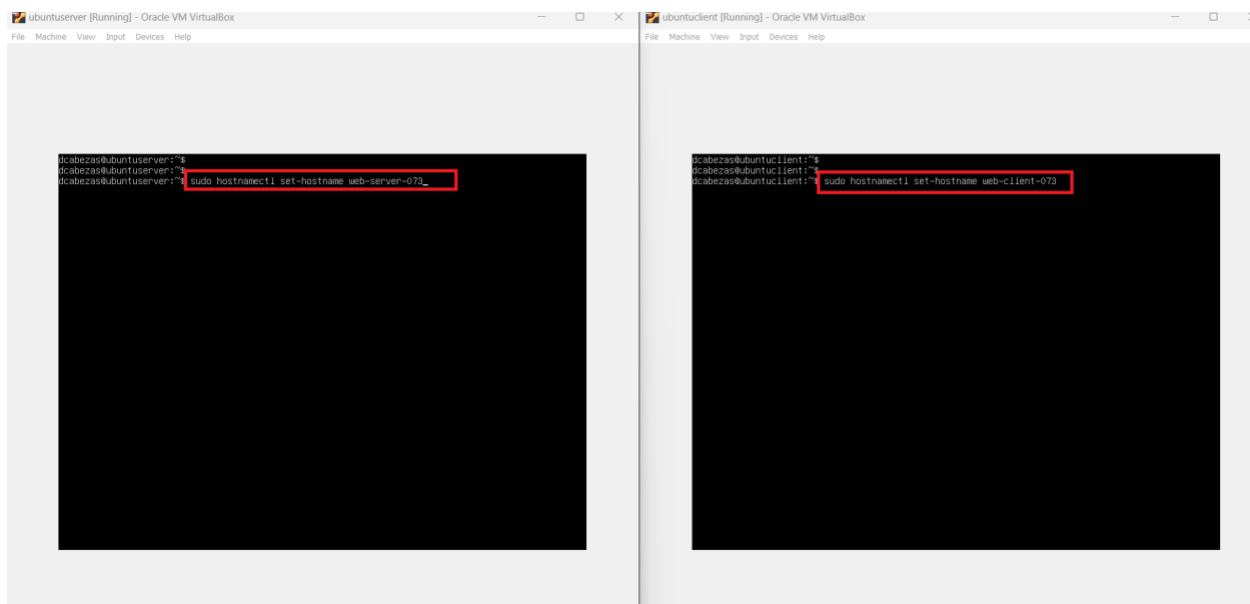 ubuntuserver [Running] - Oracle VM VirtualBox
File Machine View Input Devices Help
dcabezas@ubuntuserver:~$
dcabezas@ubuntuserver:~$
dcabezas@ubuntuserver:~$ sudo hostnamectl set-hostname web-server-073_
ubuntuclient [Running] - Oracle VM VirtualBox
File Machine View Input Devices Help
dcabezas@ubuntuclient:~$
dcabezas@ubuntuclient:~$
dcabezas@ubuntuclient:~$ sudo hostnamectl set-hostname web-client-073